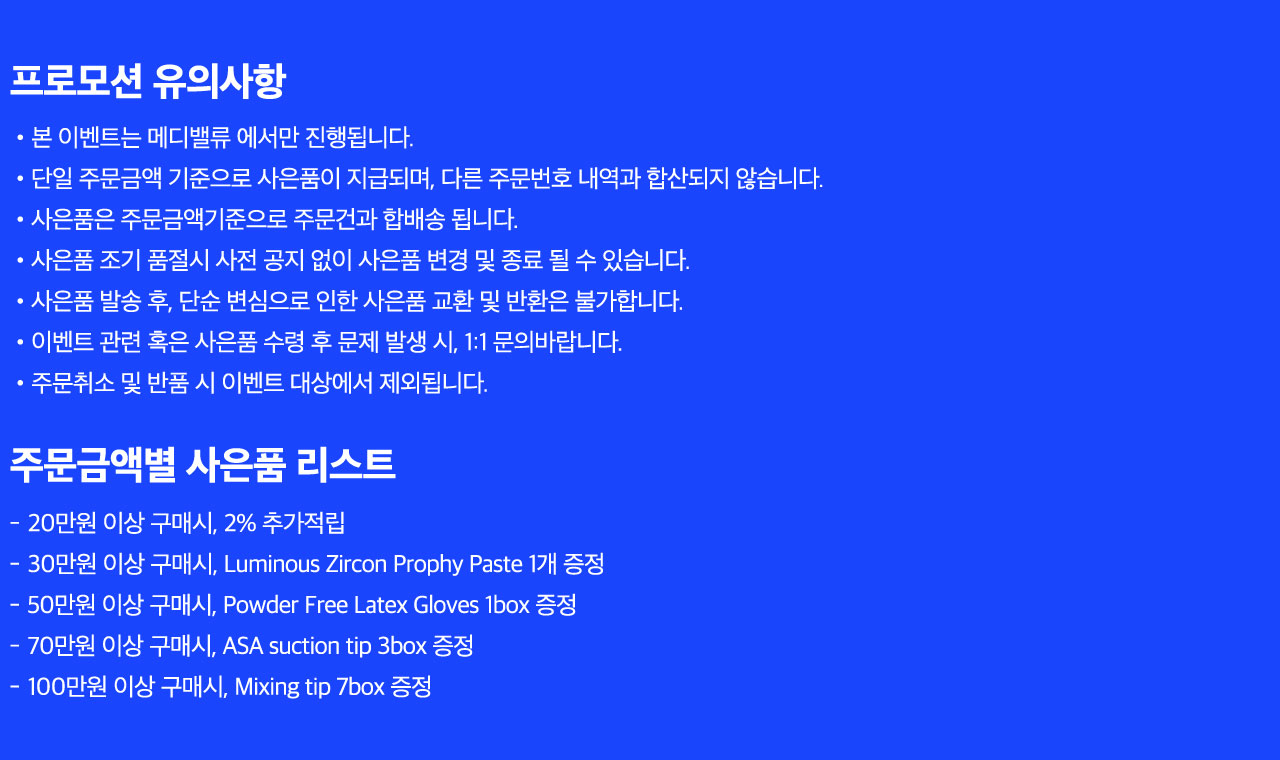 프로모션 유의사항
• 본 이벤트는 메디밸류 에서만 진행됩니다.
• 단일 주문금액 기준으로 사은품이 지급되며, 다른 주문번호 내역과 합산되지 않습니다.
• 사은품은 주문금액기준으로 주문건과 합배송 됩니다.
• 사은품 조기 품절시 사전 공지 없이 사은품 변경 및 종료 될 수 있습니다.
• 사은품 발송 후, 단순 변심으로 인한 사은품 교환 및 반환은 불가합니다.
• 이벤트 관련 혹은 사은품 수령 후 문제 발생 시, 1:1 문의바랍니다.
• 주문취소 및 반품 시 이벤트 대상에서 제외됩니다.
주문금액별 사은품 리스트
- 20만원 이상 구매시, 2% 추가적립
- 30만원 이상 구매시, Luminous Zircon Prophy Paste 1개 증정
- 50만원 이상 구매시, Powder Free Latex Gloves 1box 증정
- 70만원 이상 구매시, ASA suction tip 3box 증정
- 100만원 이상 구매시, Mixing tip 7box 증정